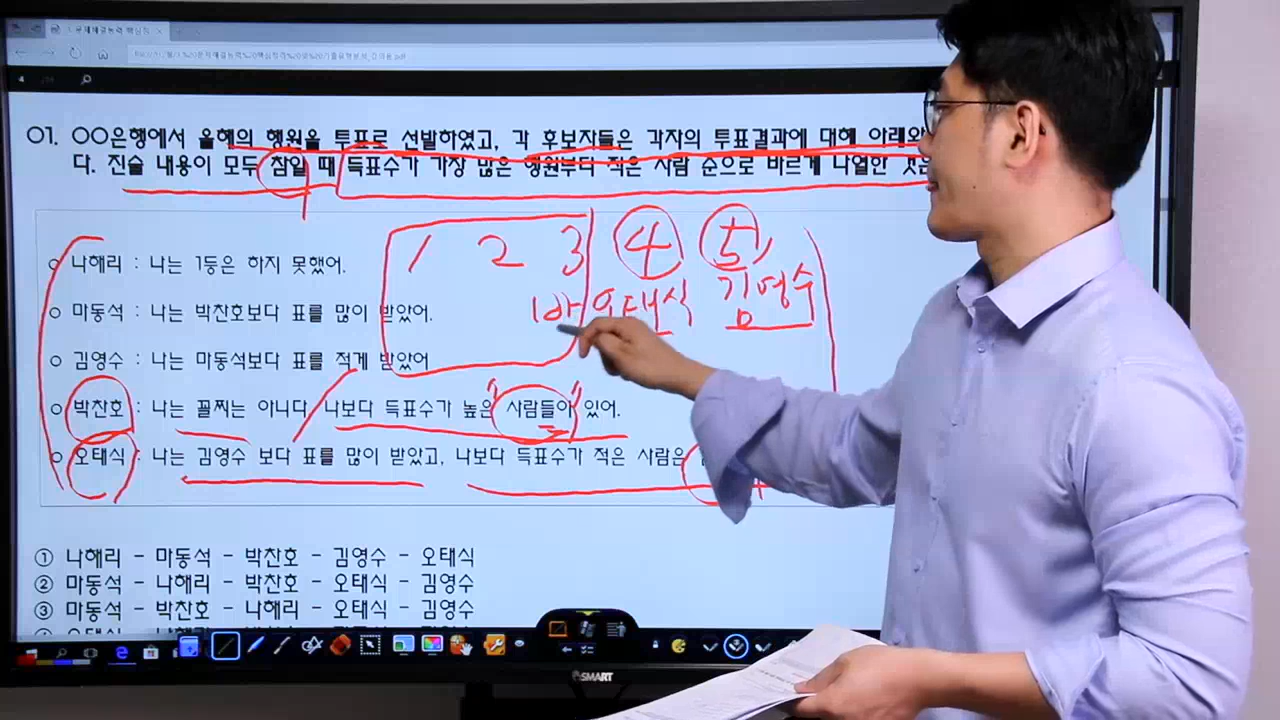 01. OO은행에서 올해의 행원을 투표로 선발하였고, 각 후보자들은 각자의 투표결과에 대해 아래와
다. 진술 내용이 모두 참일 때 득표수가 가장 많은 행원부터 적은 사람 순으로 바르게 나열한 것은
1 2 3 4 5
박 오태식 김영수
○ 나해리 : 나는 1등은 하지 못했어.
○ 마동석 : 나는 박찬호보다 표를 많이 받았어.
○ 김영수 : 나는 마동석보다 표를 적게 받았어
○ 박찬호 : 나는 꼴찌는 아니다 나보다 득표수가 높은 "사람들이" 있어.
○ 오태식 : 나는 김영수 보다 표를 많이 받았고, 나보다 득표수가 적은 사람은
① 나해리 - 마동석 - 박찬호 - 김영수 - 오태식
② 마동석 - 나해리 - 박찬호 - 오태식 - 김영수
③ 마동석 - 박찬호 - 나해리 - 오태식 - 김영수
SMART